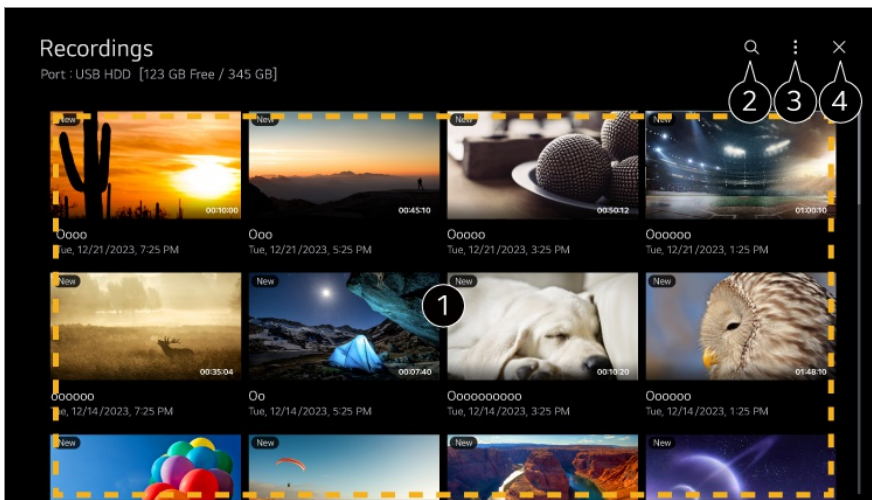 Recordings
Port : USB HDD [123 GB Free / 345 GB]
2 3 4
New New New New
00:10:00 00:45:10 00:50:12 01:00:10
Oooo Ooo Ooooo Oooooo
Tue, 12/21/2023, 7:25 PM Tue, 12/21/2023, 5:25 PM Tue, 12/21/2023, 3:25 PM Tue, 12/21/2023, 1:25 PM
New New New New
1
00:35:04 00:07:40 00:10:20 01:48:10
oooooo Oo Oooooooooo Oooooo
Tue, 12/14/2023, 7:25 PM Tue, 12/14/2023, 5:25 PM Tue, 12/14/2023, 3:25 PM Tue, 12/14/2023, 1:25 PM
New New New New